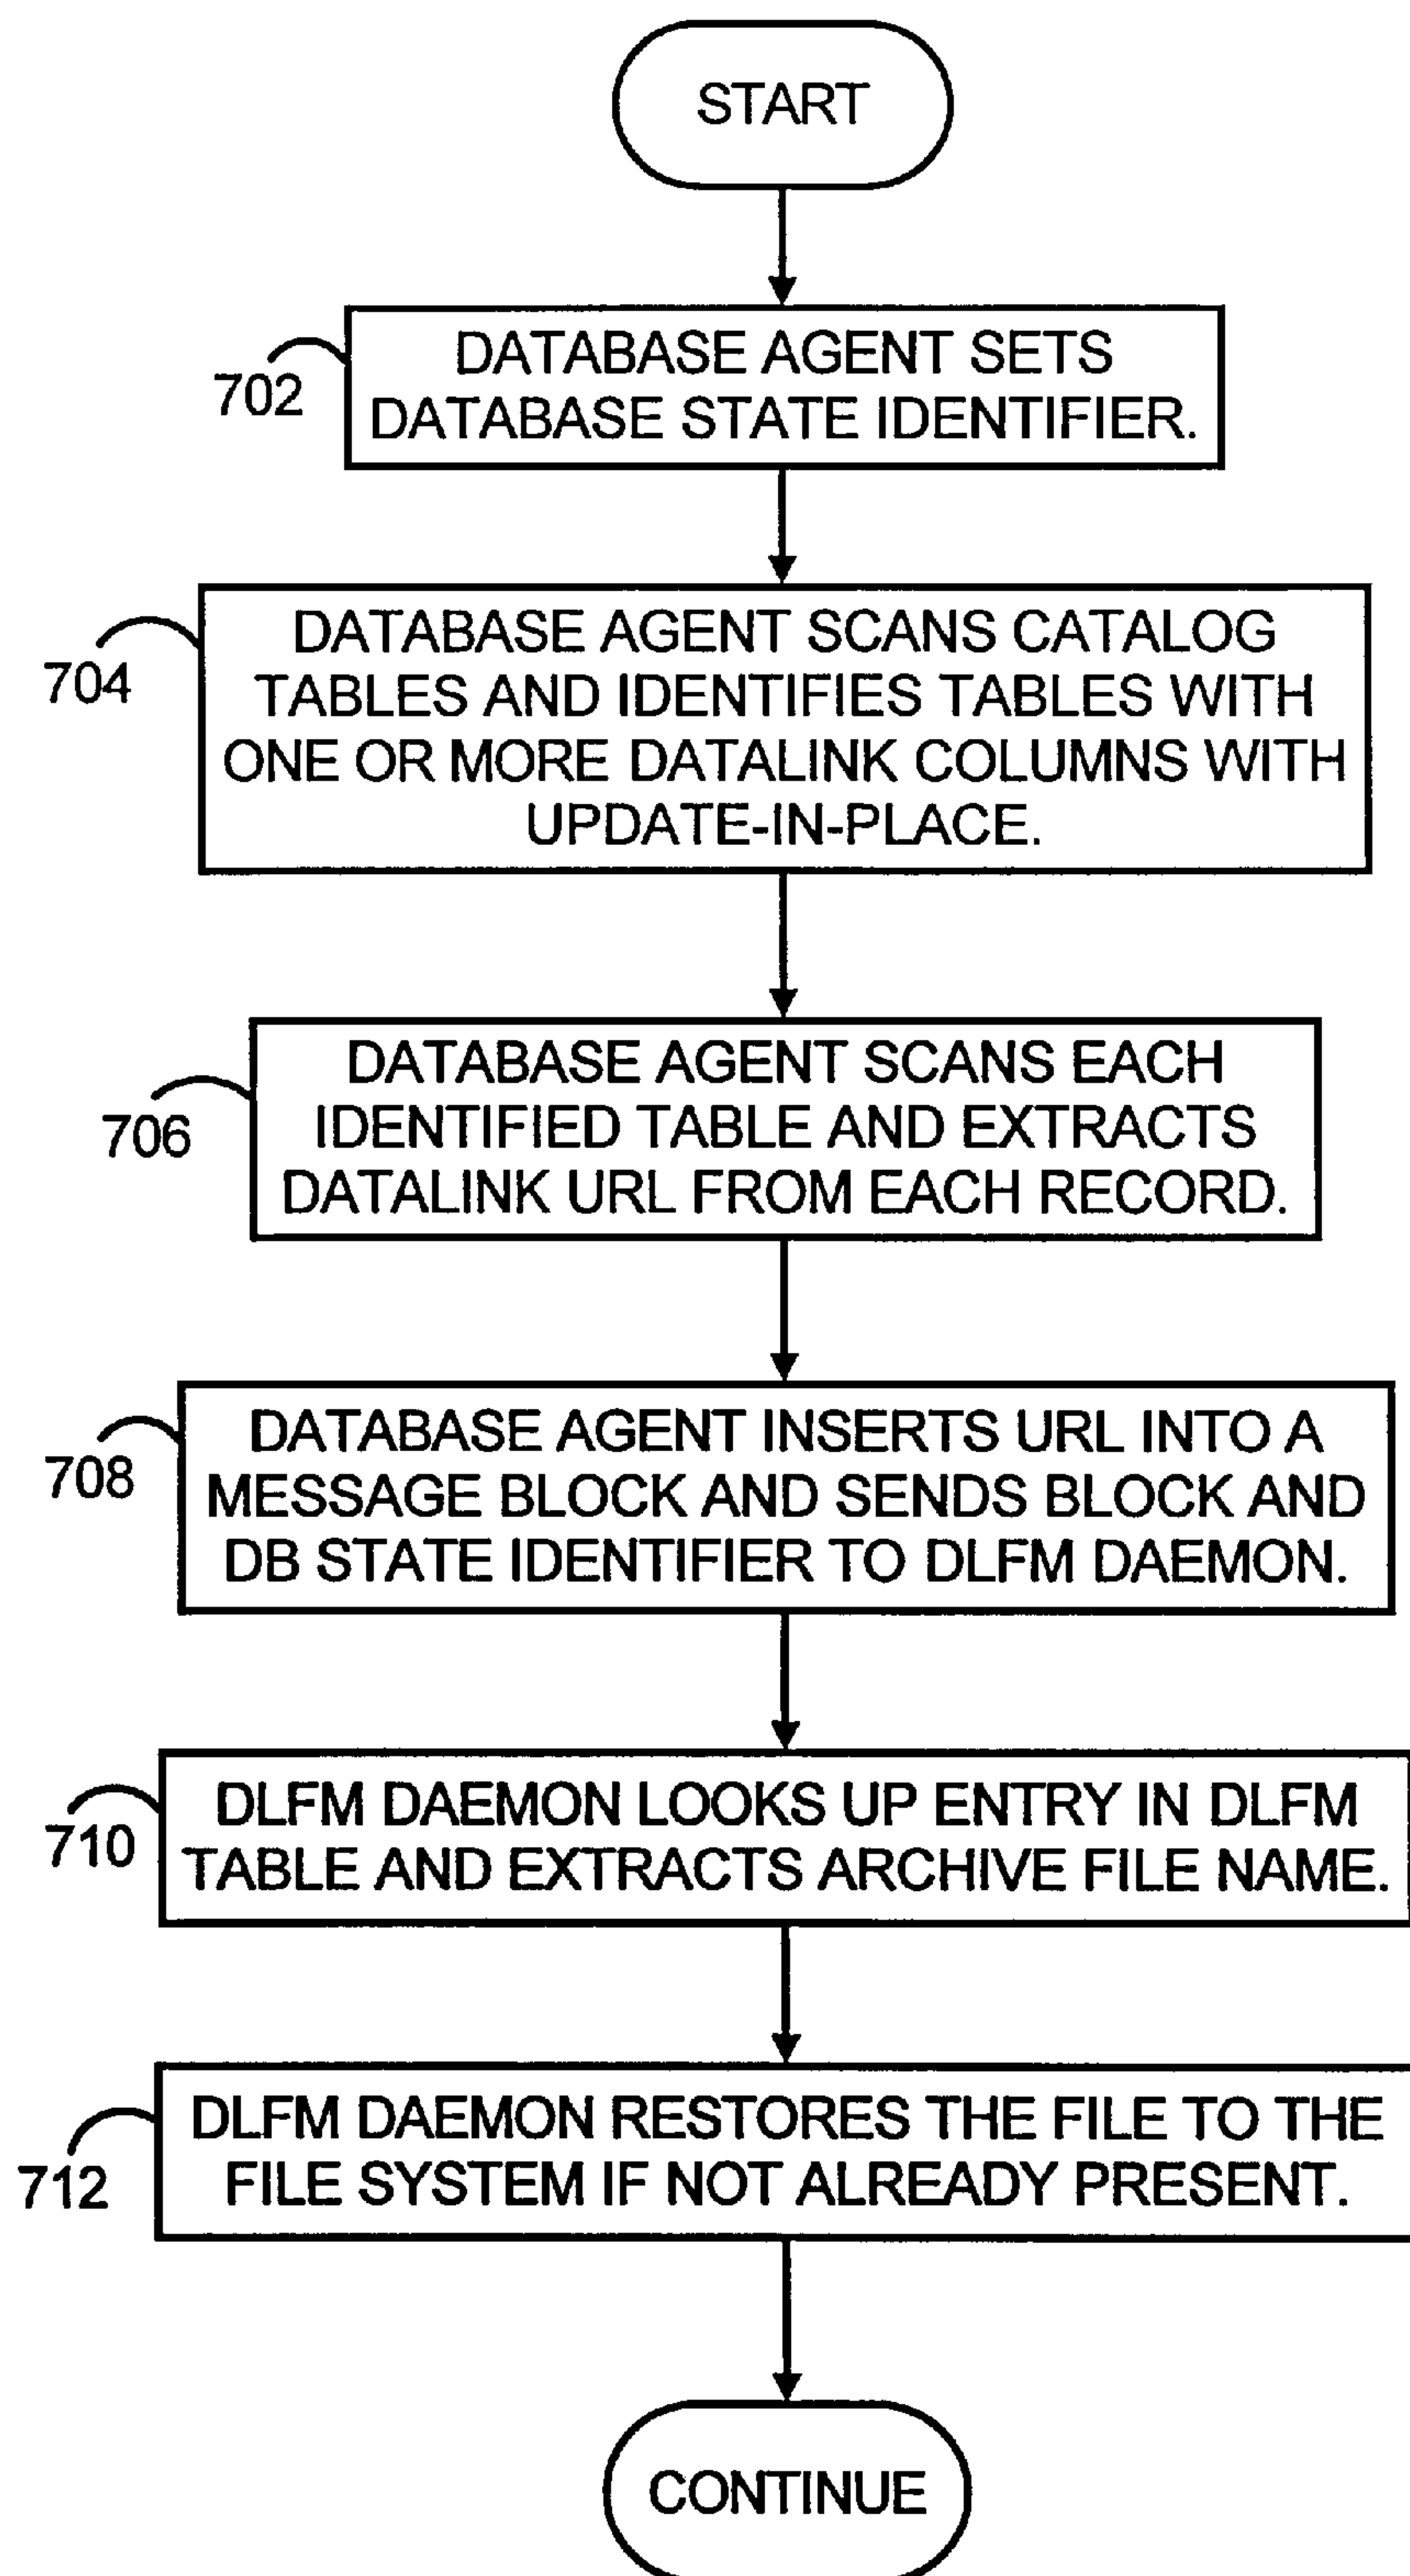 START
702
DATABASE AGENT SETS
DATABASE STATE IDENTIFIER.
704
DATABASE AGENT SCANS CATALOG
TABLES AND IDENTIFIES TABLES WITH
ONE OR MORE DATALINK COLUMNS WITH
UPDATE-IN-PLACE.
706
DATABASE AGENT SCANS EACH
IDENTIFIED TABLE AND EXTRACTS
DATALINK URL FROM EACH RECORD.
708
DATABASE AGENT INSERTS URL INTO A
MESSAGE BLOCK AND SENDS BLOCK AND
DB STATE IDENTIFIER TO DLFM DAEMON.
710
DLFM DAEMON LOOKS UP ENTRY IN DLFM
TABLE AND EXTRACTS ARCHIVE FILE NAME.
712
DLFM DAEMON RESTORES THE FILE TO THE
FILE SYSTEM IF NOT ALREADY PRESENT.
CONTINUE